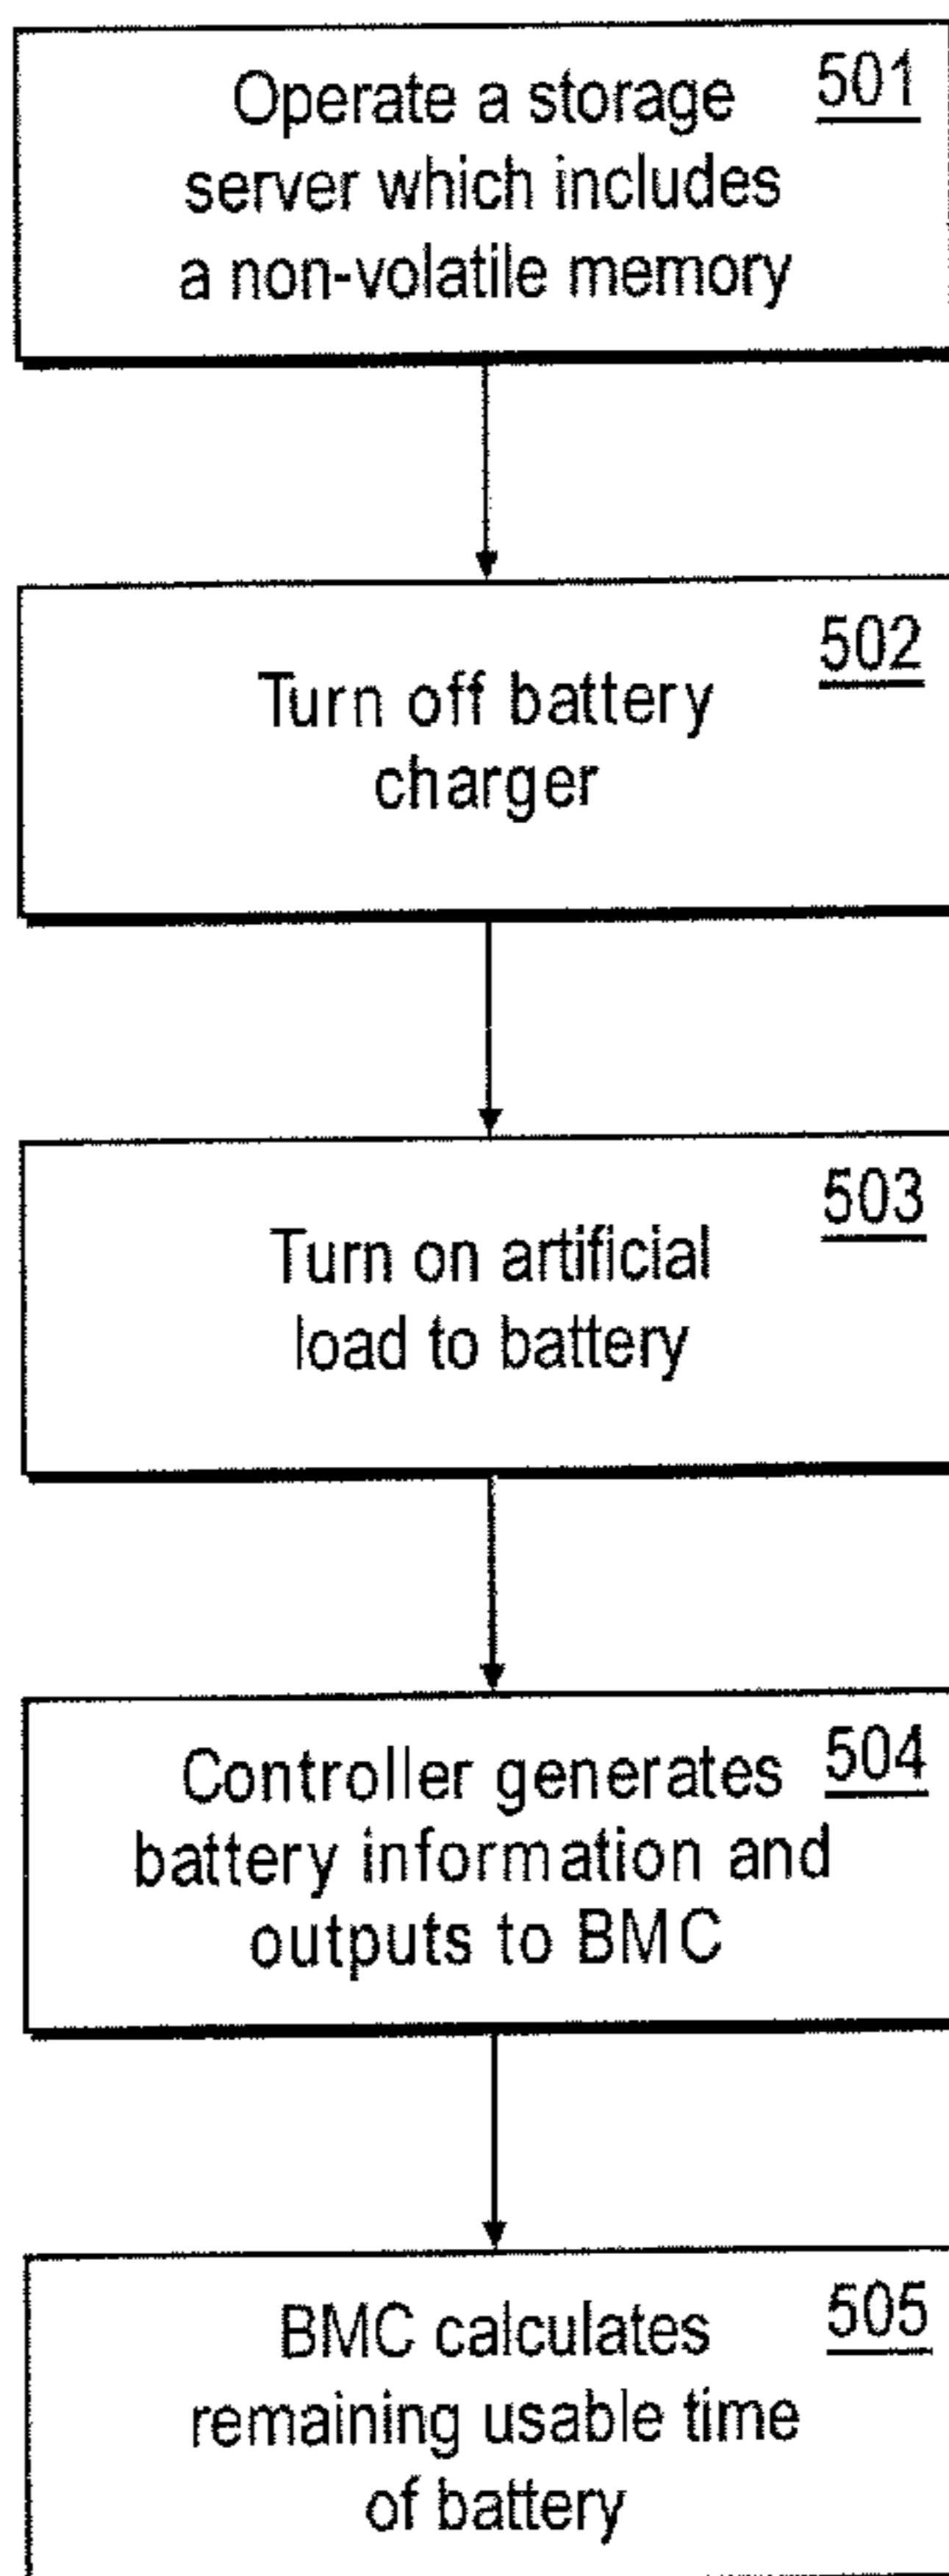 Operate a storage 501
server which includes
a non-volatile memory
502
Turn off battery
charger
503
Turn on artificial
load to battery
Controller generates 504
battery information and
outputs to BMC
BMC calculates 505
remaining usable time
of battery